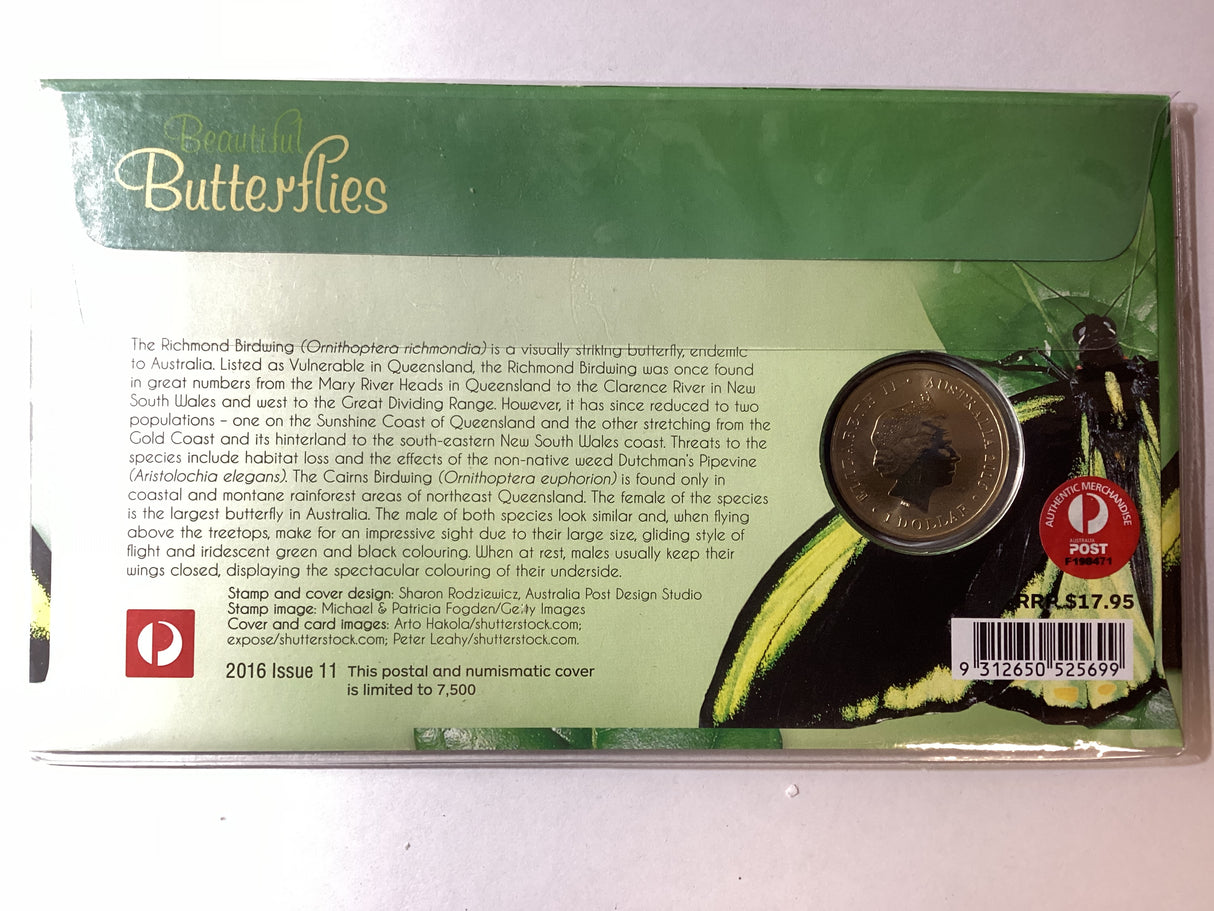 Beautiful
Butterflies
The Richmond Birdwing (Ornithoptera richmondia) is a visually striking butterfly, endemic
to Australia. Listed as Vulnerable in Queensland, the Richmond Birdwing was once found
in great numbers from the Mary River Heads in Queensland to the Clarence River in New
South Wales and west to the Great Dividing Range. However, it has since reduced to two
populations – one on the Sunshine Coast of Queensland and the other stretching from the
Gold Coast and its hinterland to the south-eastern New South Wales coast. Threats to the
species include habitat loss and the effects of the non-native weed Dutchman's Pipevine
(Aristolochia elegans). The Cairns Birdwing (Ornithoptera euphorion) is found only in
coastal and montane rainforest areas of northeast Queensland. The female of the species
is the largest butterfly in Australia. The male of both species look similar and, when flying
above the treetops, make for an impressive sight due to their large size, gliding style of
flight and iridescent green and black colouring. When at rest, males usually keep their
wings closed, displaying the spectacular colouring of their underside.
Stamp and cover design: Sharon Rodziewicz, Australia Post Design Studio
Stamp image: Michael & Patricia Fogden/Getty Images
Cover and card images: Arto Hakola/shutterstock.com;
expose/shutterstock.com; Peter Leahy/shutterstock.com.
2016 Issue 11 This postal and numismatic cover
is limited to 7,500
ELIZABETH II · AUSTRALIA 2016 ·
1 DOLLAR
AUTHENTIC MERCHANDISE
AUSTRALIA
POST
F196471
RRP $17.95
9 312650 525699